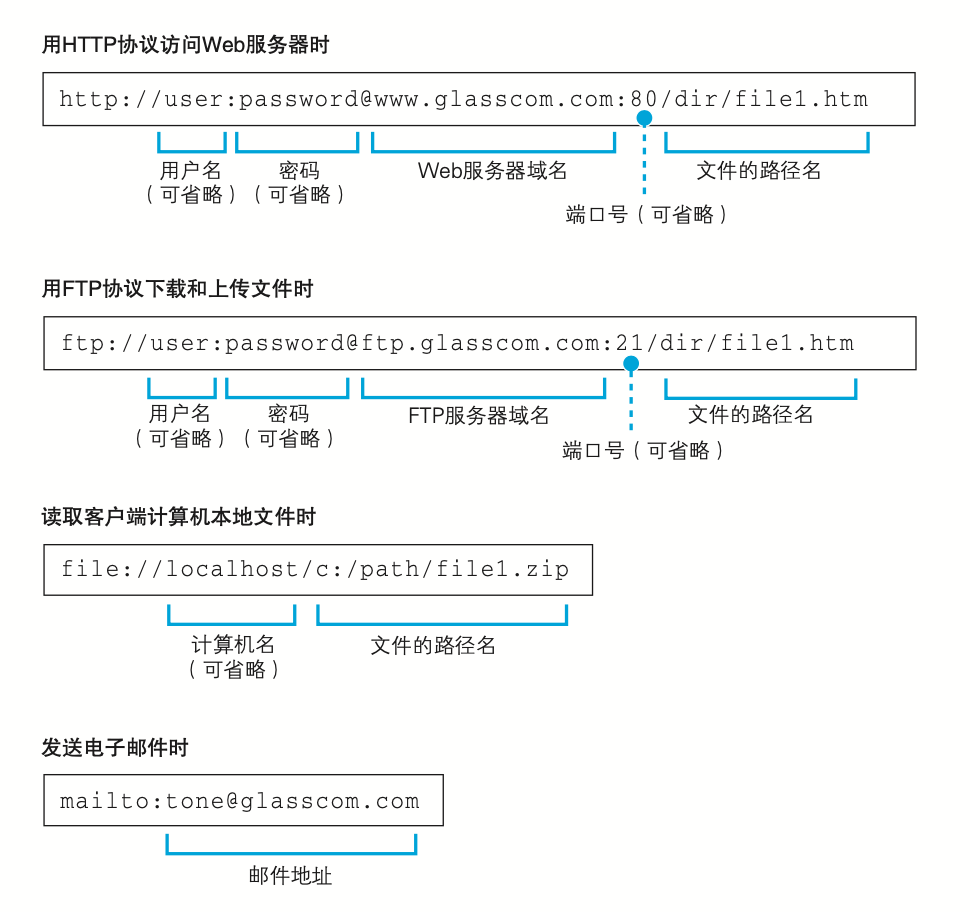 用HTTP协议访问Web服务器时
http://user:password@www.glasscom.com:80/dir/file1.htm
用户名 密码 Web服务器域名 文件的路径名
（可省略） （可省略）
端口号（可省略）
用FTP协议下载和上传文件时
ftp://user:password@ftp.glasscom.com:21/dir/file1.htm
用户名 密码 FTP服务器域名 文件的路径名
（可省略） （可省略）
端口号（可省略）
读取客户端计算机本地文件时
file://localhost/c:/path/file1.zip
计算机名 文件的路径名
（可省略）
发送电子邮件时
mailto:tone@glasscom.com
邮件地址